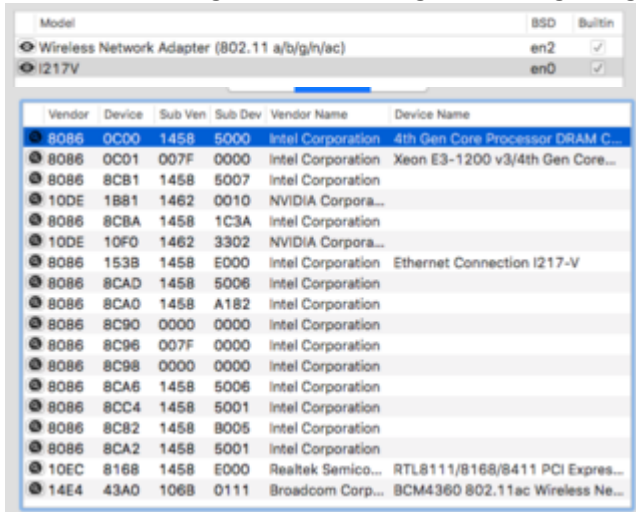 Model BSD Builtin
Wireless Network Adapter (802.11 a/b/g/n/ac) en2
I217V en0
Vendor Device Sub Ven Sub Dev Vendor Name Device Name
8086 0C00 1458 5000 Intel Corporation 4th Gen Core Processor DRAM C...
8086 0C01 007F 0000 Intel Corporation Xeon E3-1200 v3/4th Gen Core...
8086 8CB1 1458 5007 Intel Corporation
10DE 1B81 1462 0010 NVIDIA Corpora...
8086 8CBA 1458 1C3A Intel Corporation
10DE 10F0 1462 3302 NVIDIA Corpora...
8086 153B 1458 E000 Intel Corporation Ethernet Connection I217-V
8086 8CAD 1458 5006 Intel Corporation
8086 8CA0 1458 A182 Intel Corporation
8086 8C90 0000 0000 Intel Corporation
8086 8C96 007F 0000 Intel Corporation
8086 8C98 0000 0000 Intel Corporation
8086 8CA6 1458 5006 Intel Corporation
8086 8CC4 1458 5001 Intel Corporation
8086 8C82 1458 B005 Intel Corporation
8086 8CA2 1458 5001 Intel Corporation
10EC 8168 1458 E000 Realtek Semico... RTL8111/8168/8411 PCI Expres...
14E4 43A0 106B 0111 Broadcom Corp... BCM4360 802.11ac Wireless Ne...